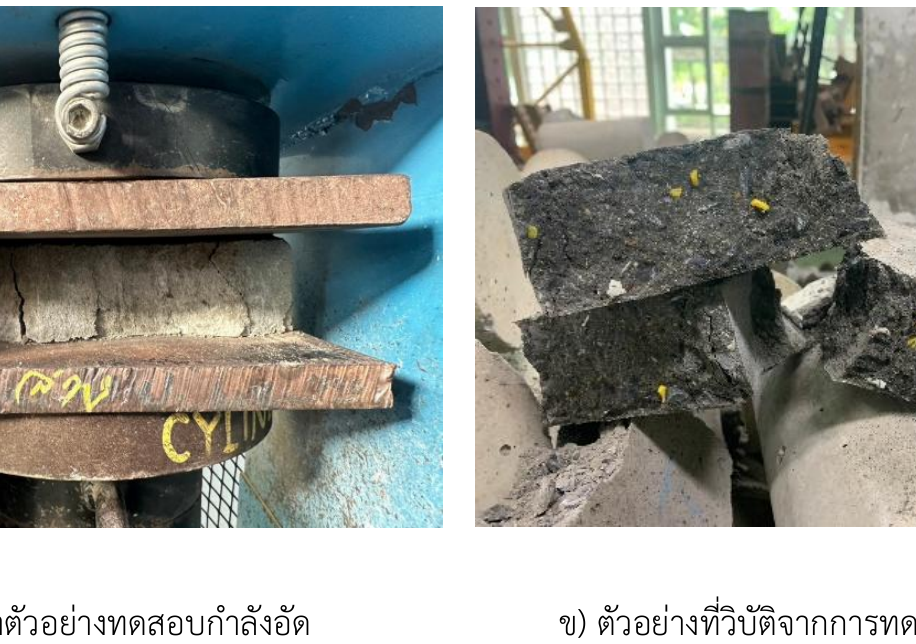 CYLIN
ตัวอย่างทดสอบกำลังอัด
ข) ตัวอย่างที่วิบัติจากการทด